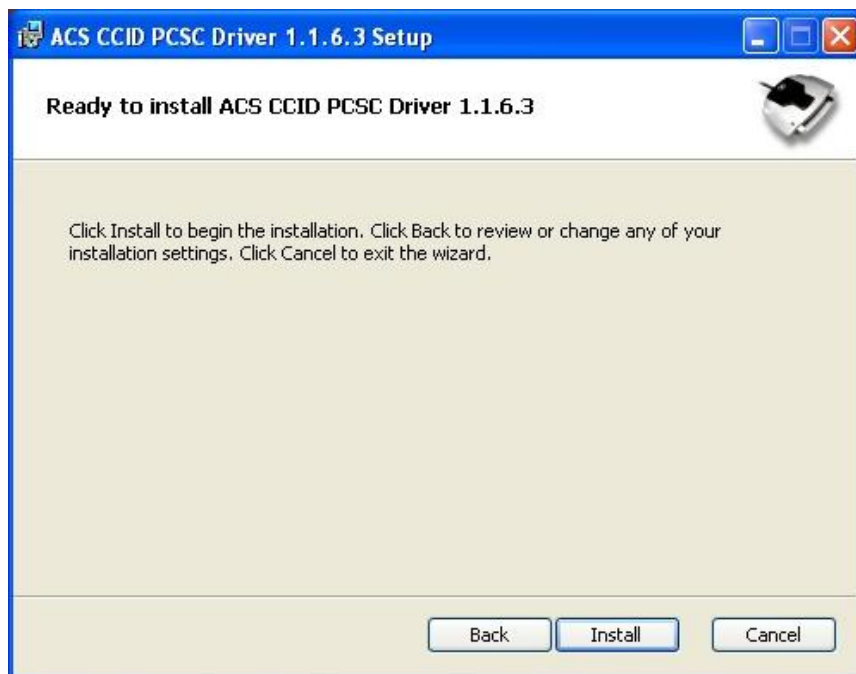 ACS CCID PCSC Driver 1.1.6.3 Setup
Ready to install ACS CCID PCSC Driver 1.1.6.3
Click Install to begin the installation. Click Back to review or change any of your
installation settings. Click Cancel to exit the wizard.
Back Install Cancel